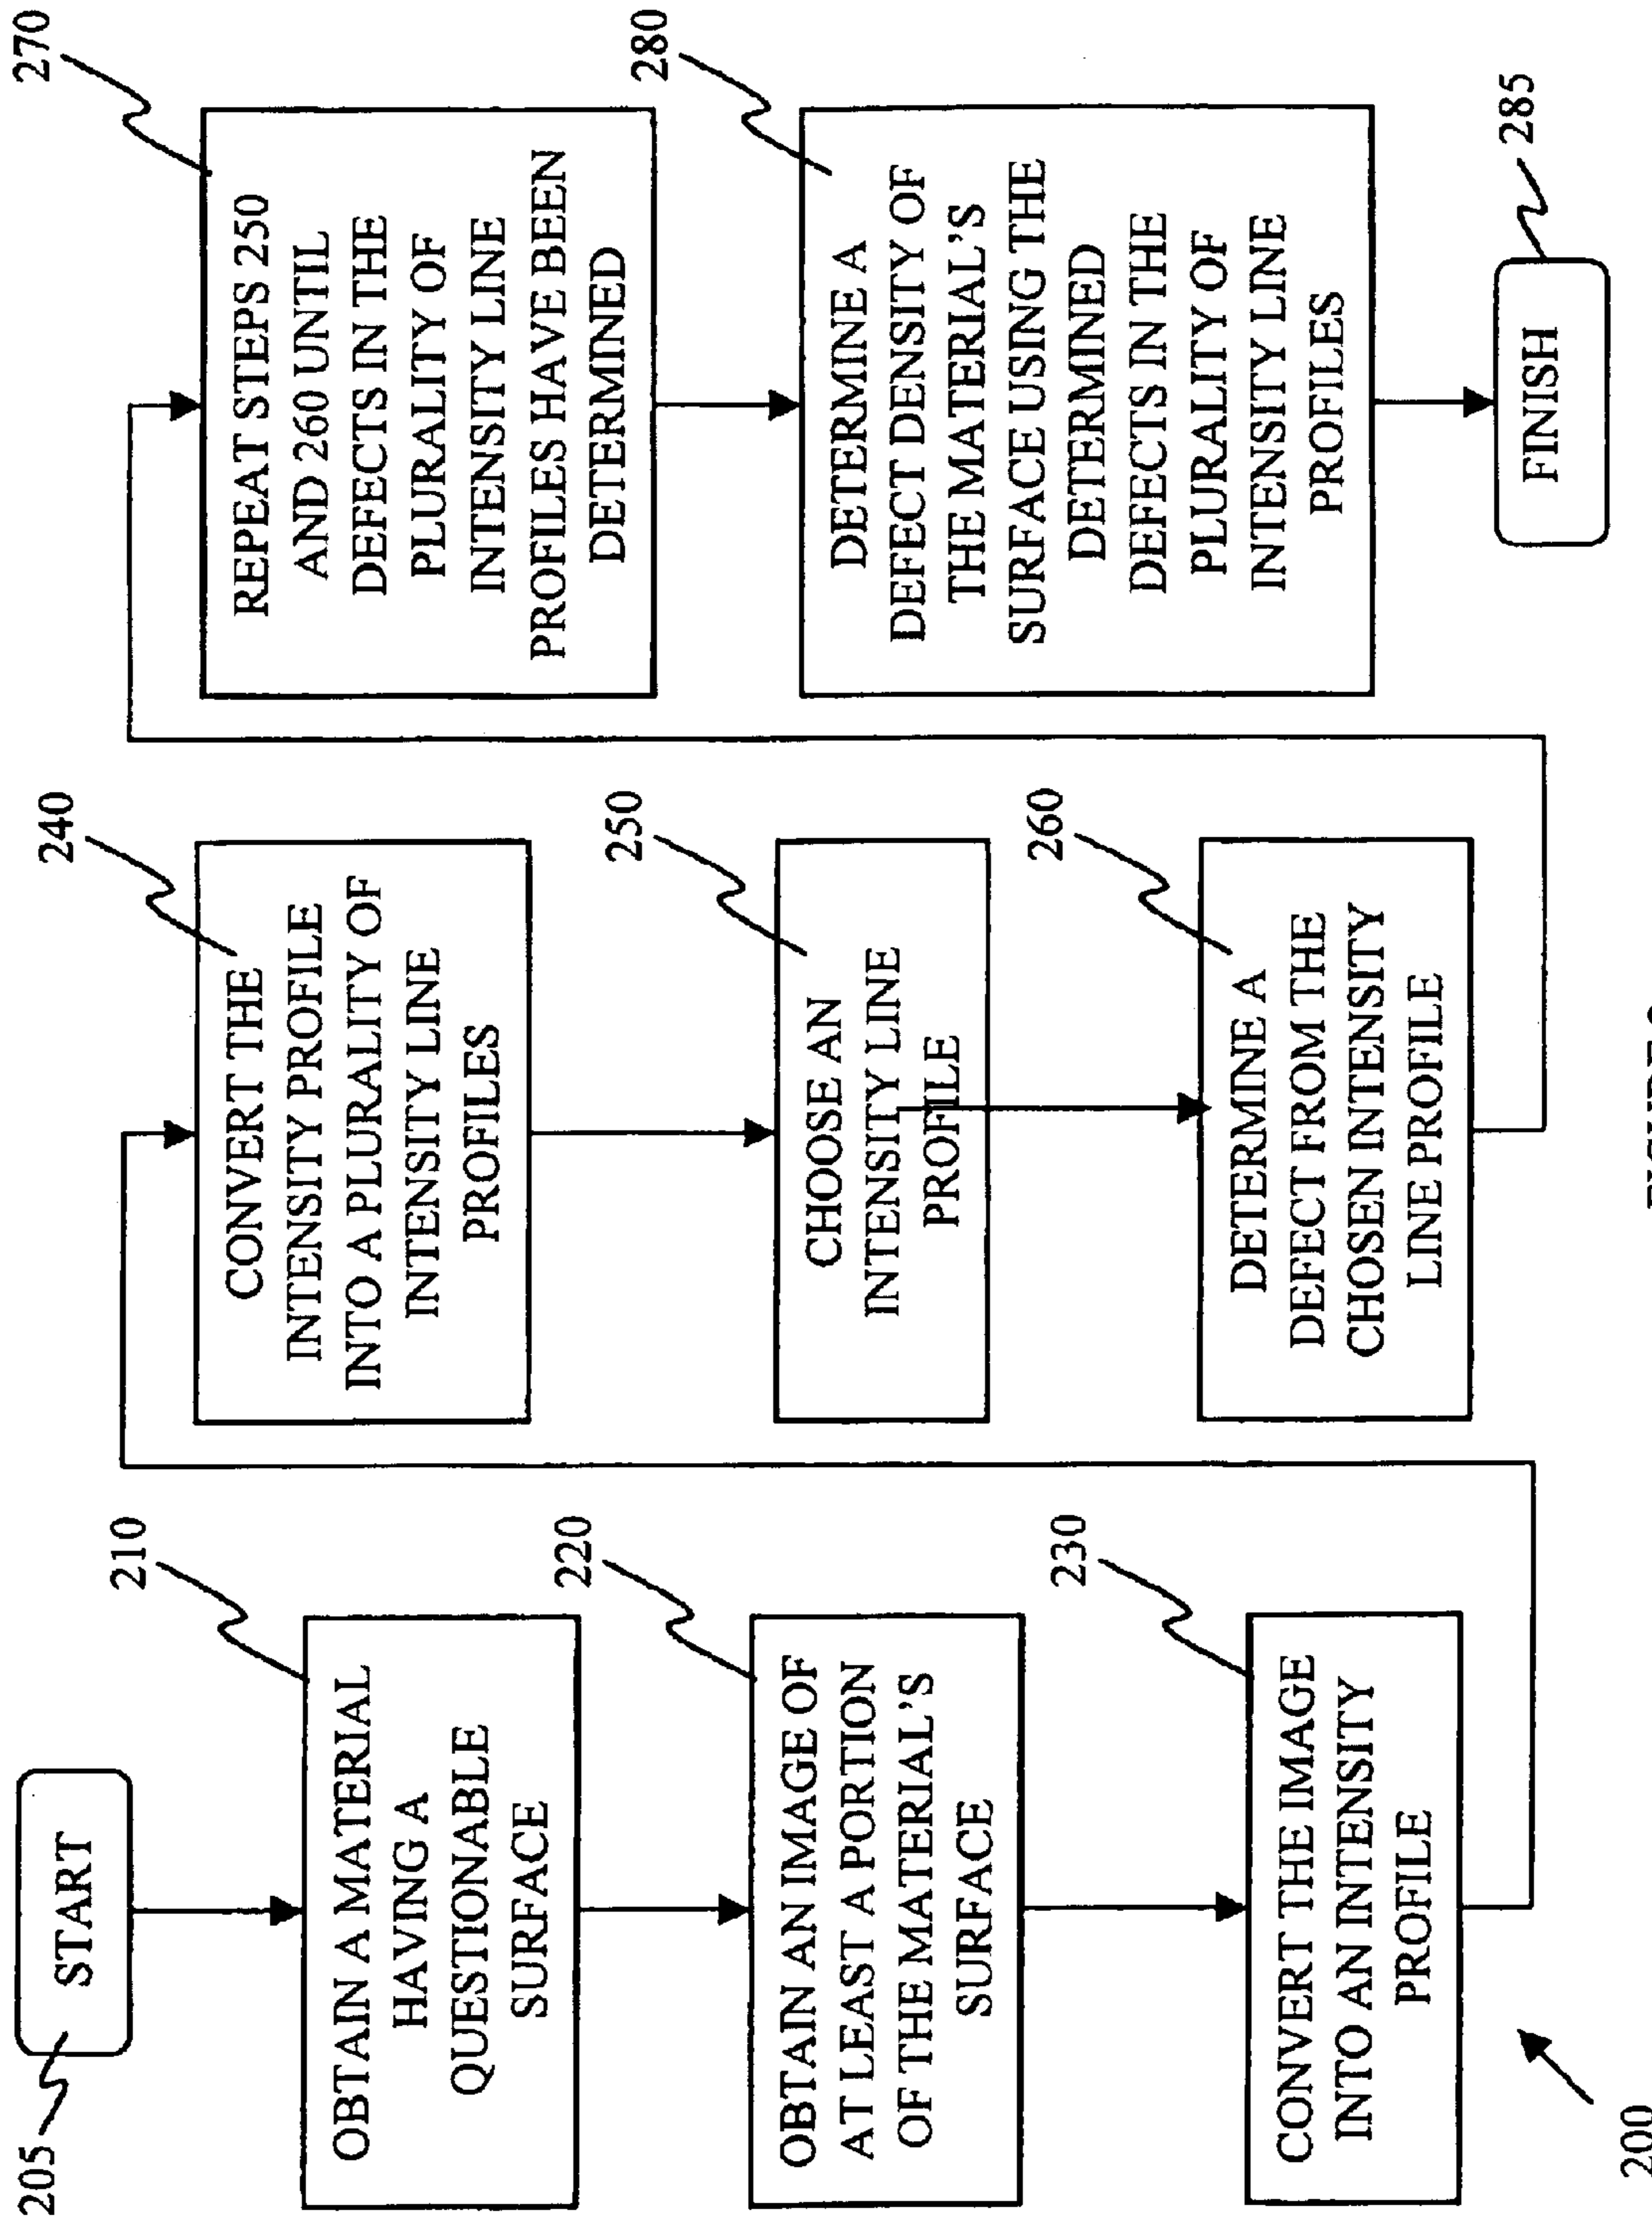 205
START
210
OBTAIN A MATERIAL
HAVING A
QUESTIONABLE
SURFACE
220
OBTAIN AN IMAGE OF
AT LEAST A PORTION
OF THE MATERIAL'S
SURFACE
230
CONVERT THE IMAGE
INTO AN INTENSITY
PROFILE
200
240
CONVERT THE
INTENSITY PROFILE
INTO A PLURALITY OF
INTENSITY LINE
PROFILES
250
CHOOSE AN
INTENSITY LINE
PROFILE
260
DETERMINE A
DEFECT FROM THE
CHOSEN INTENSITY
LINE PROFILE
270
REPEAT STEPS 250
AND 260 UNTIL
DEFECTS IN THE
PLURALITY OF
INTENSITY LINE
PROFILES HAVE BEEN
DETERMINED
280
DETERMINE A
DEFECT DENSITY OF
THE MATERIAL'S
SURFACE USING THE
DETERMINED
DEFECTS IN THE
PLURALITY OF
INTENSITY LINE
PROFILES
285
FINISH